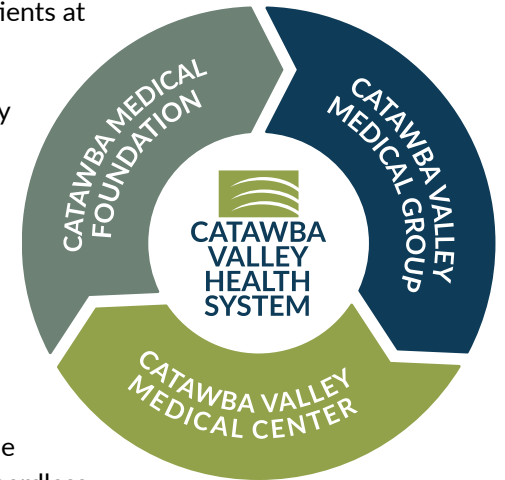 ients at
y
CATAWBA MEDICAL
FOUNDATION
CATAWBA VALLEY
MEDICAL GROUP
CATAWBA
VALLEY
HEALTH
SYSTEM
CATAWBA VALLEY
MEDICAL CENTER
e